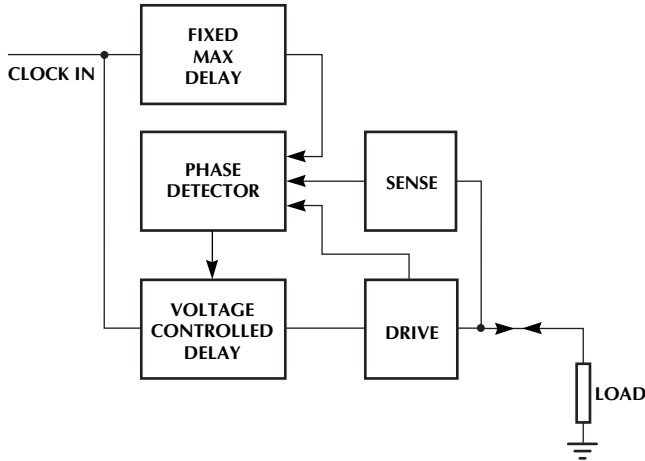 FIXED
MAX
DELAY
CLOCK IN
PHASE
DETECTOR
SENSE
VOLTAGE
CONTROLLED
DELAY
DRIVE
LOAD